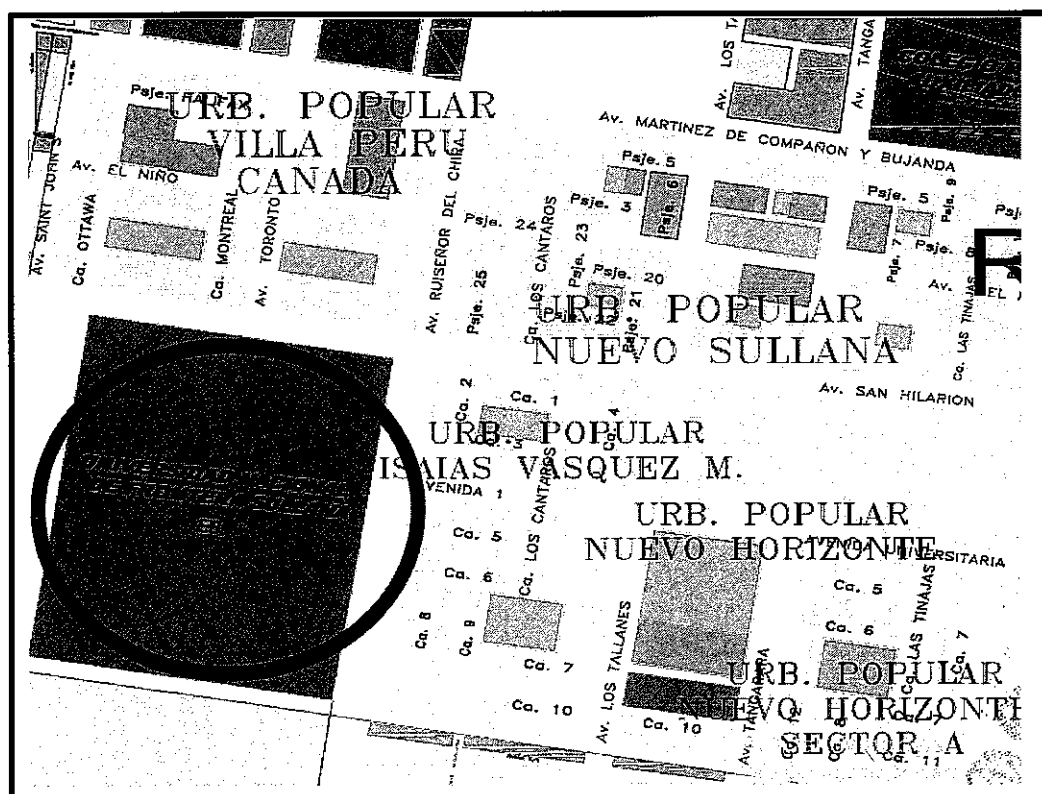 URB. POPULAR
VILLA PERU
CANADA
Av. EL NIÑO
Ca. OTTAWA
Ca. MONTREAL
Av. TORONTO
Av. RUISEÑOR DEL CHIRA
Psje. 24
Psje. 25
Ca. LOS CANTAROS
Psje. 23
Psje. 5
Psje. 3
Psje. 6
Psje. 20
Psje. 21
Av. LOS
Av. TANGA
COLEGIO
Av. MARTINEZ DE COMPAÑON Y BUJANDA
Psje. 5
Psje. 9
Psje. 7
Psje. 8
Av. EL
Ca. LAS TINAJAS
URB. POPULAR
NUEVO SULLANA
Av. SAN HILARION
Ca. 2
Ca. 1
Ca. 4
URB. POPULAR
ISAIAS VASQUEZ M.
AVENIDA 1
Ca. 5
Ca. LOS CANTAROS
Ca. 6
Ca. 8
Ca. 9
Ca. 7
Ca. 10
URB. POPULAR
NUEVO HORIZONTE
AVENIDA UNIVERSITARIA
Ca. 5
Ca. 6
Ca. LAS TINAJAS
Ca. 7
Av. LOS TALLANES
Ca. 10
Av. TANGARARA
URB. POPULAR
NUEVO HORIZONTE
SECTOR A
Ca. 11